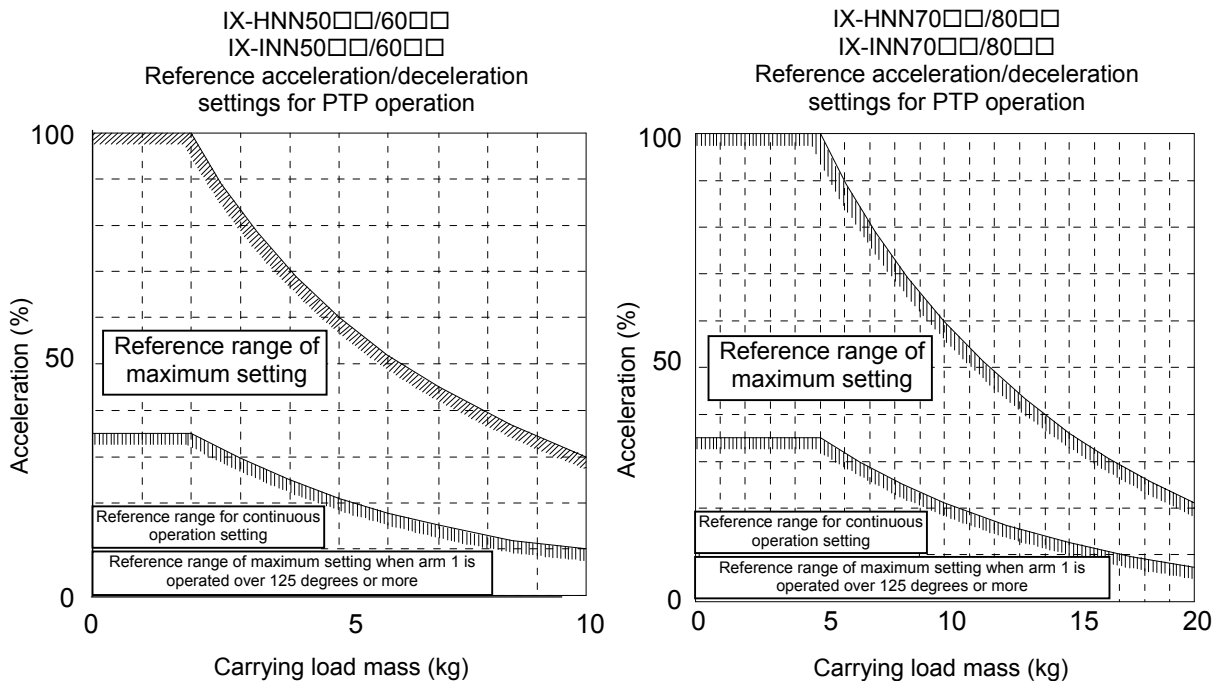 IX-HNN50□□/60□□
IX-INN50□□/60□□
Reference acceleration/deceleration
settings for PTP operation
100
50
0
Acceleration (%)
Reference range of
maximum setting
Reference range for continuous
operation setting
Reference range of maximum setting when arm 1 is
operated over 125 degrees or more
0
5
10
Carrying load mass (kg)
IX-HNN70□□/80□□
IX-INN70□□/80□□
Reference acceleration/deceleration
settings for PTP operation
100
50
0
Acceleration (%)
Reference range of
maximum setting
Reference range for continuous
operation setting
Reference range of maximum setting when arm 1 is
operated over 125 degrees or more
0
5
10
15
20
Carrying load mass (kg)